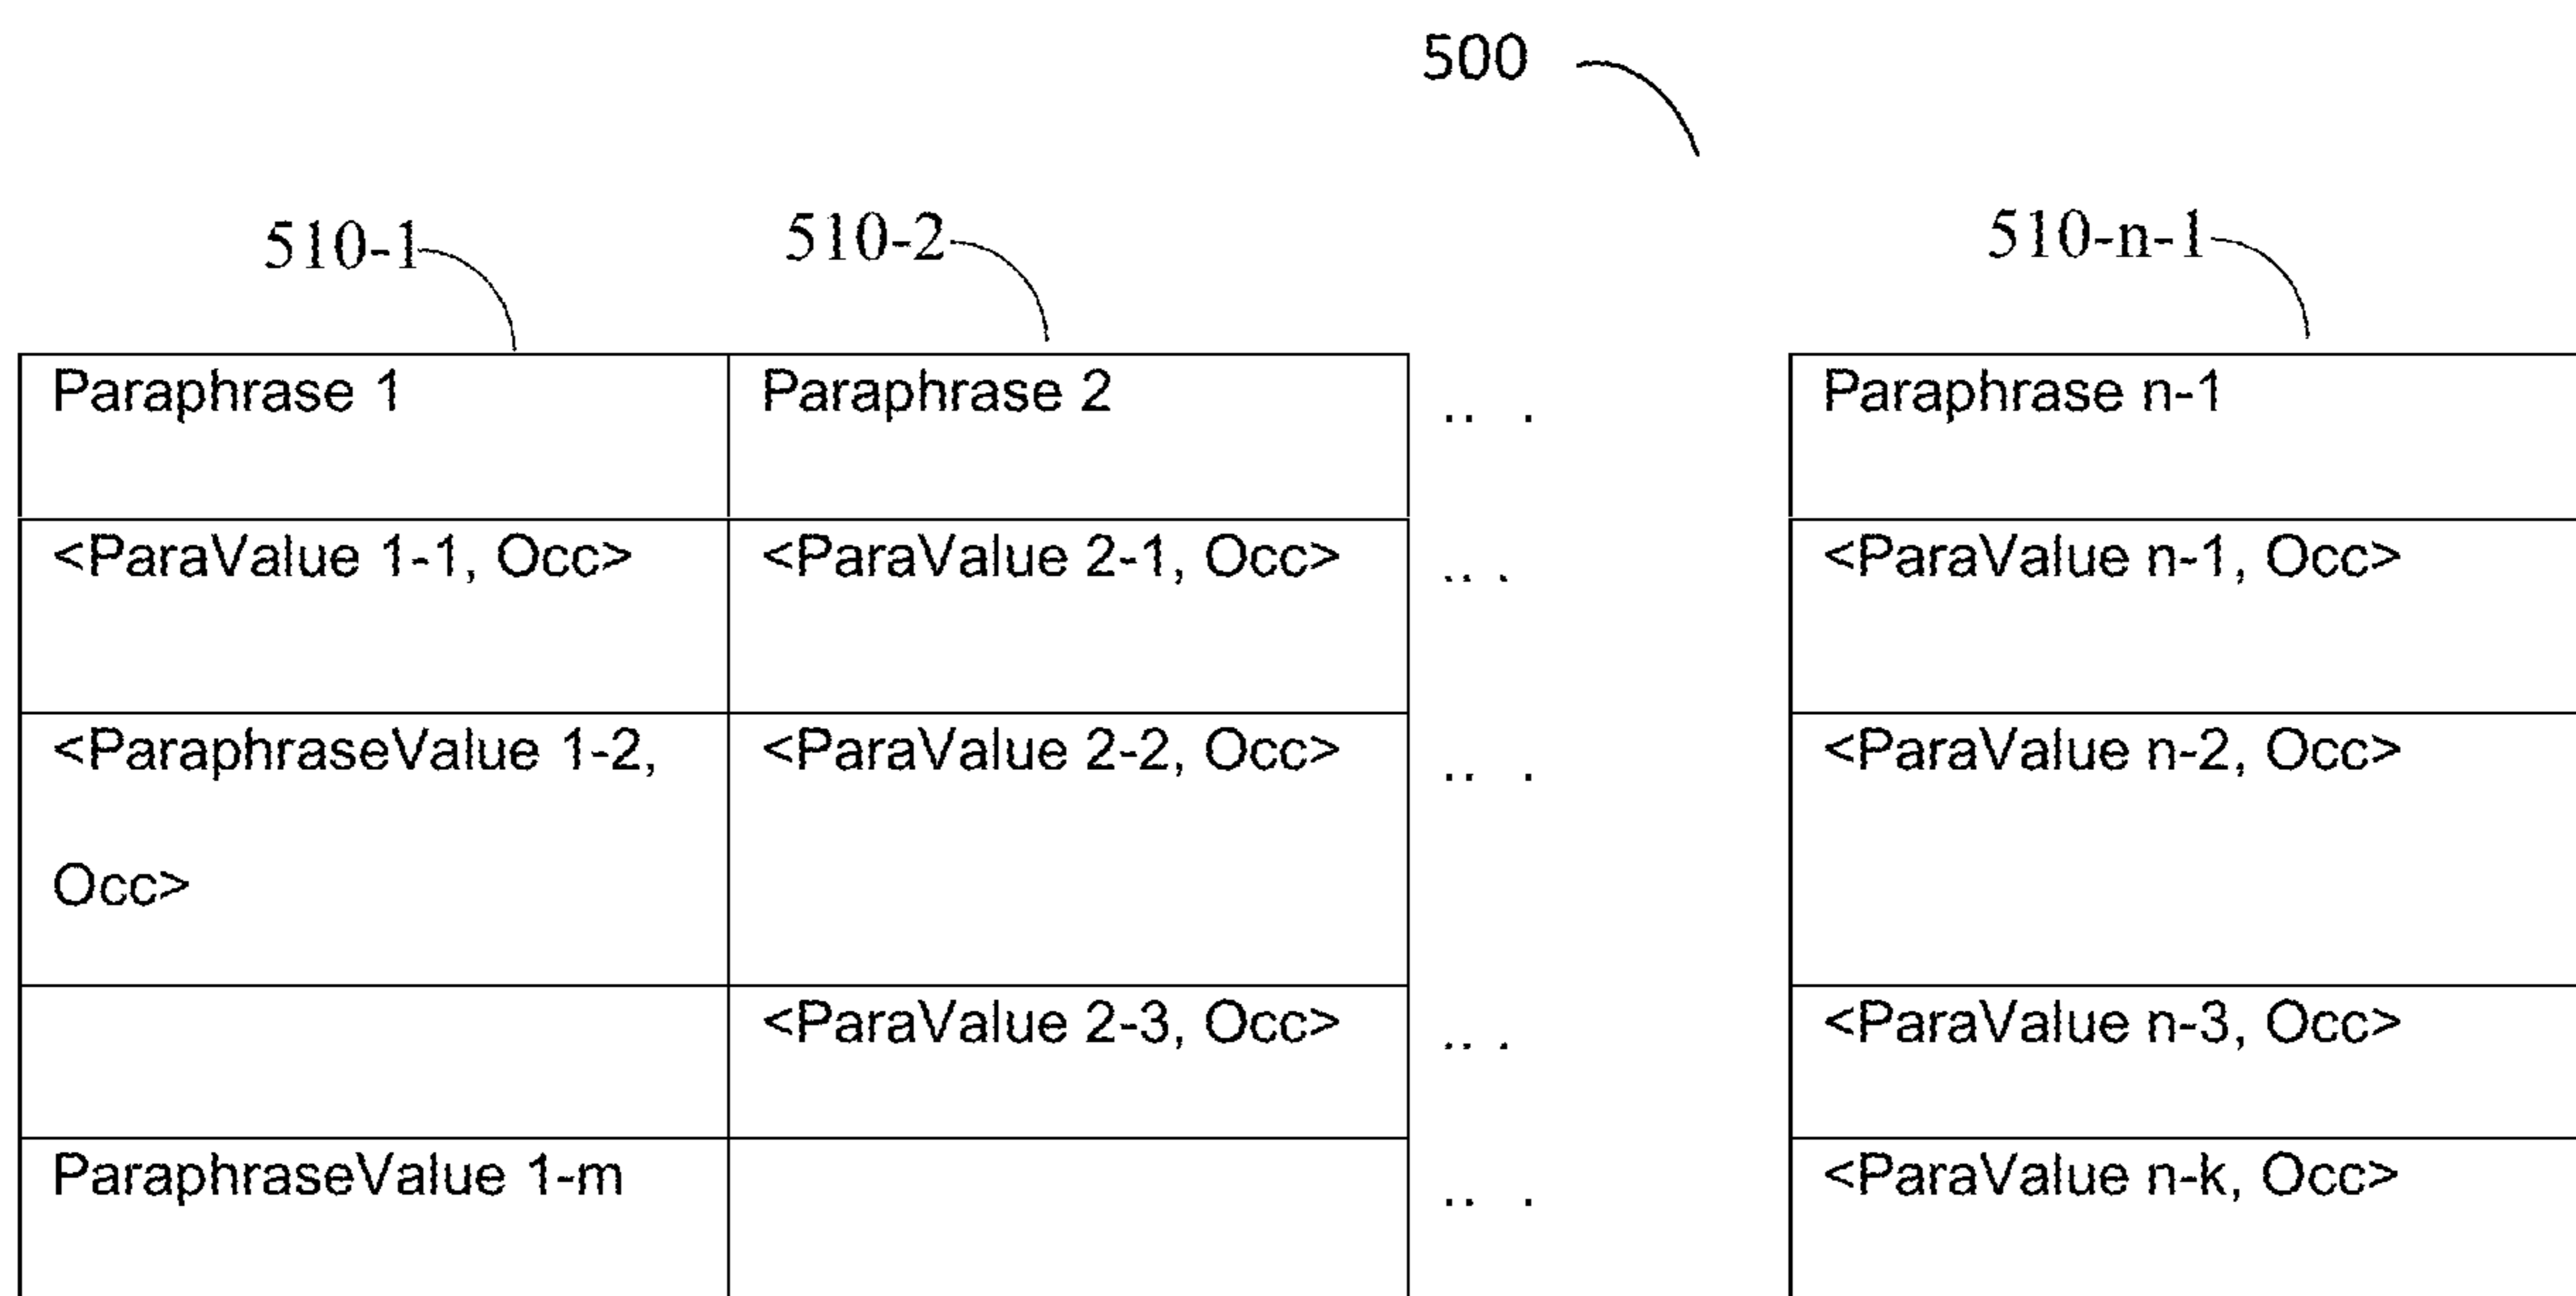 500
510-1 510-2 510-n-1
Paraphrase 1 Paraphrase 2 .. . Paraphrase n-1
<ParaValue 1-1, Occ> <ParaValue 2-1, Occ> .. . <ParaValue n-1, Occ>
<ParaphraseValue 1-2, <ParaValue 2-2, Occ> .. . <ParaValue n-2, Occ>
Occ>
<ParaValue 2-3, Occ> .. . <ParaValue n-3, Occ>
ParaphraseValue 1-m .. . <ParaValue n-k, Occ>